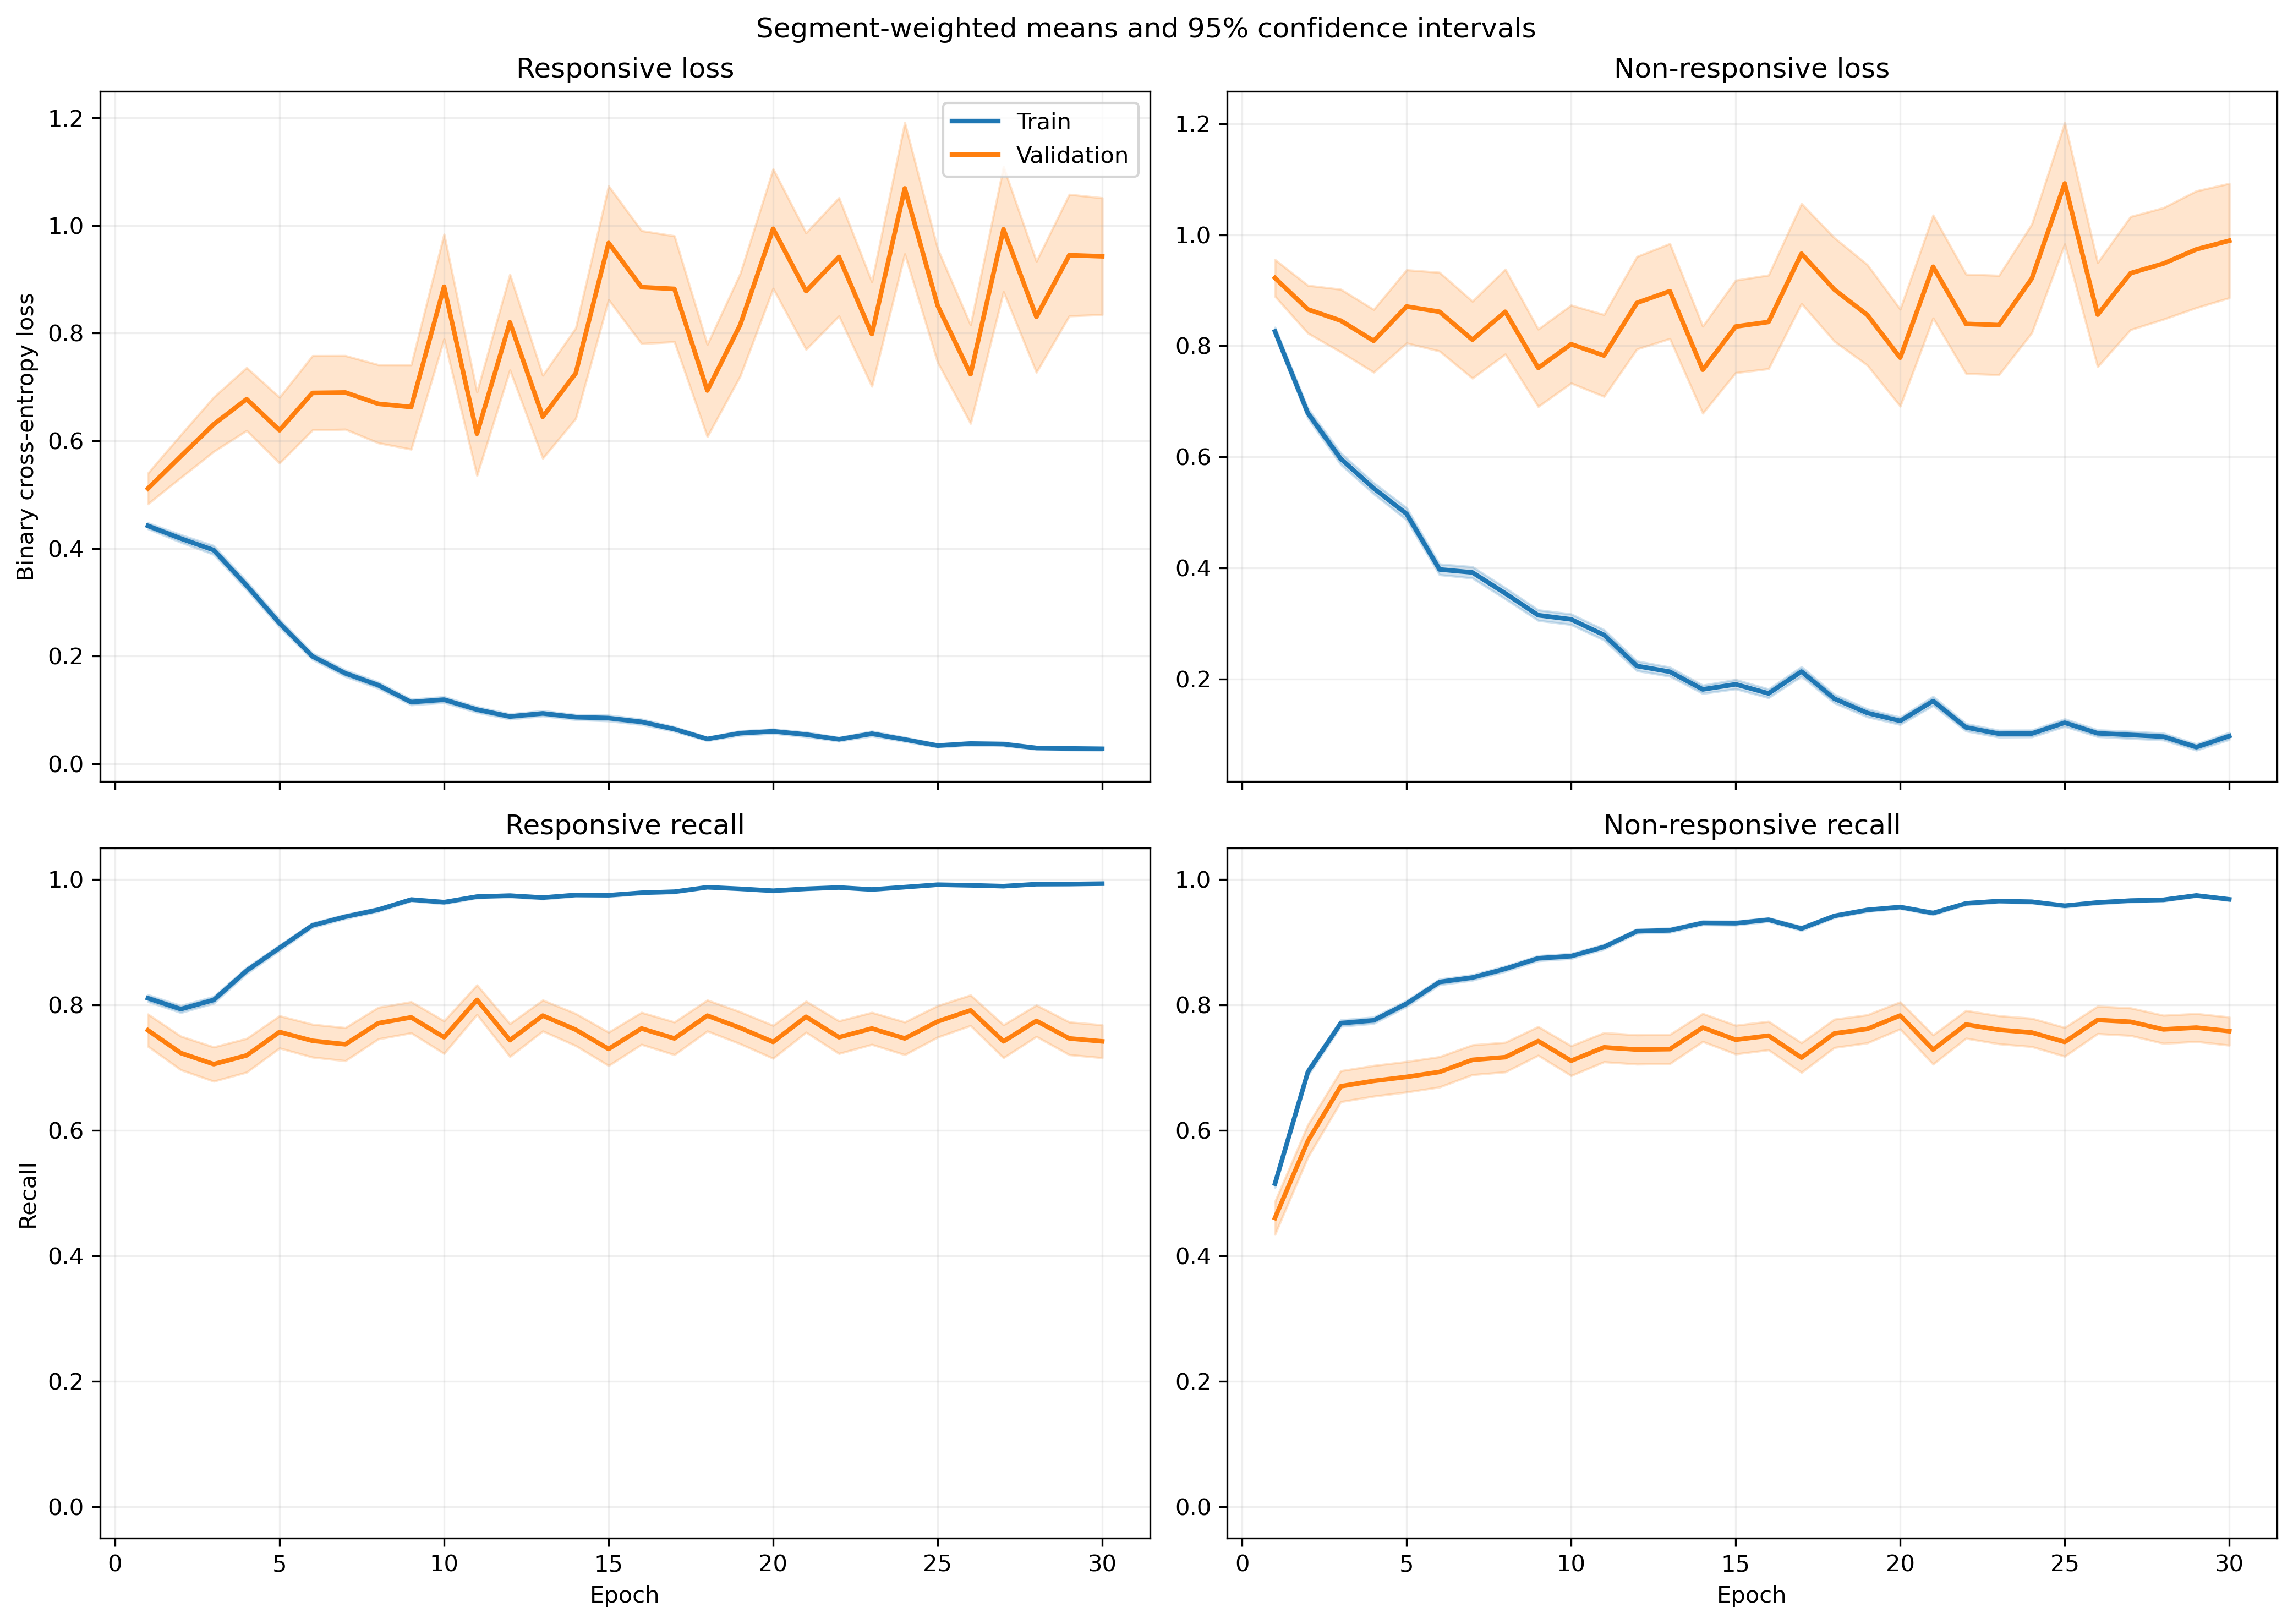 Segment-weighted means and 95% confidence intervals
Responsive loss
Non-responsive loss
Binary cross-entropy loss
1.2
1.0
0.8
0.6
0.4
0.2
0.0
Train
Validation
1.2
1.0
0.8
0.6
0.4
0.2
Responsive recall
Non-responsive recall
Recall
1.0
0.8
0.6
0.4
0.2
0.0
0 5 10 15 20 25 30
Epoch
1.0
0.8
0.6
0.4
0.2
0.0
0 5 10 15 20 25 30
Epoch